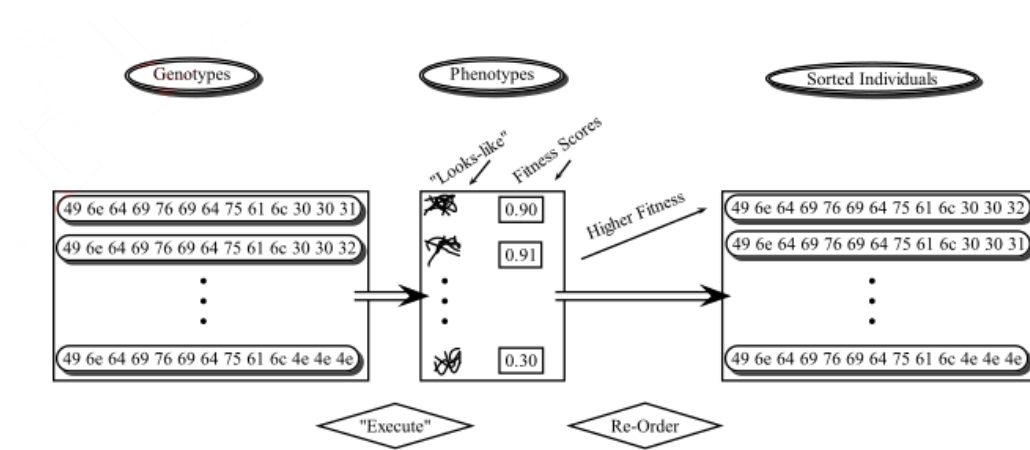 Genotypes
Phenotypes
Sorted Individuals
"Looks-like"
Fitness Scores
Higher Fitness
49 6e 64 69 76 69 64 75 61 6c 30 30 31
49 6e 64 69 76 69 64 75 61 6c 30 30 32
49 6e 64 69 76 69 64 75 61 6c 4e 4e 4e
0.90
0.91
0.30
49 6e 64 69 76 69 64 75 61 6c 30 30 32
49 6e 64 69 76 69 64 75 61 6c 30 30 31
49 6e 64 69 76 69 64 75 61 6c 4e 4e 4e
"Execute"
Re-Order